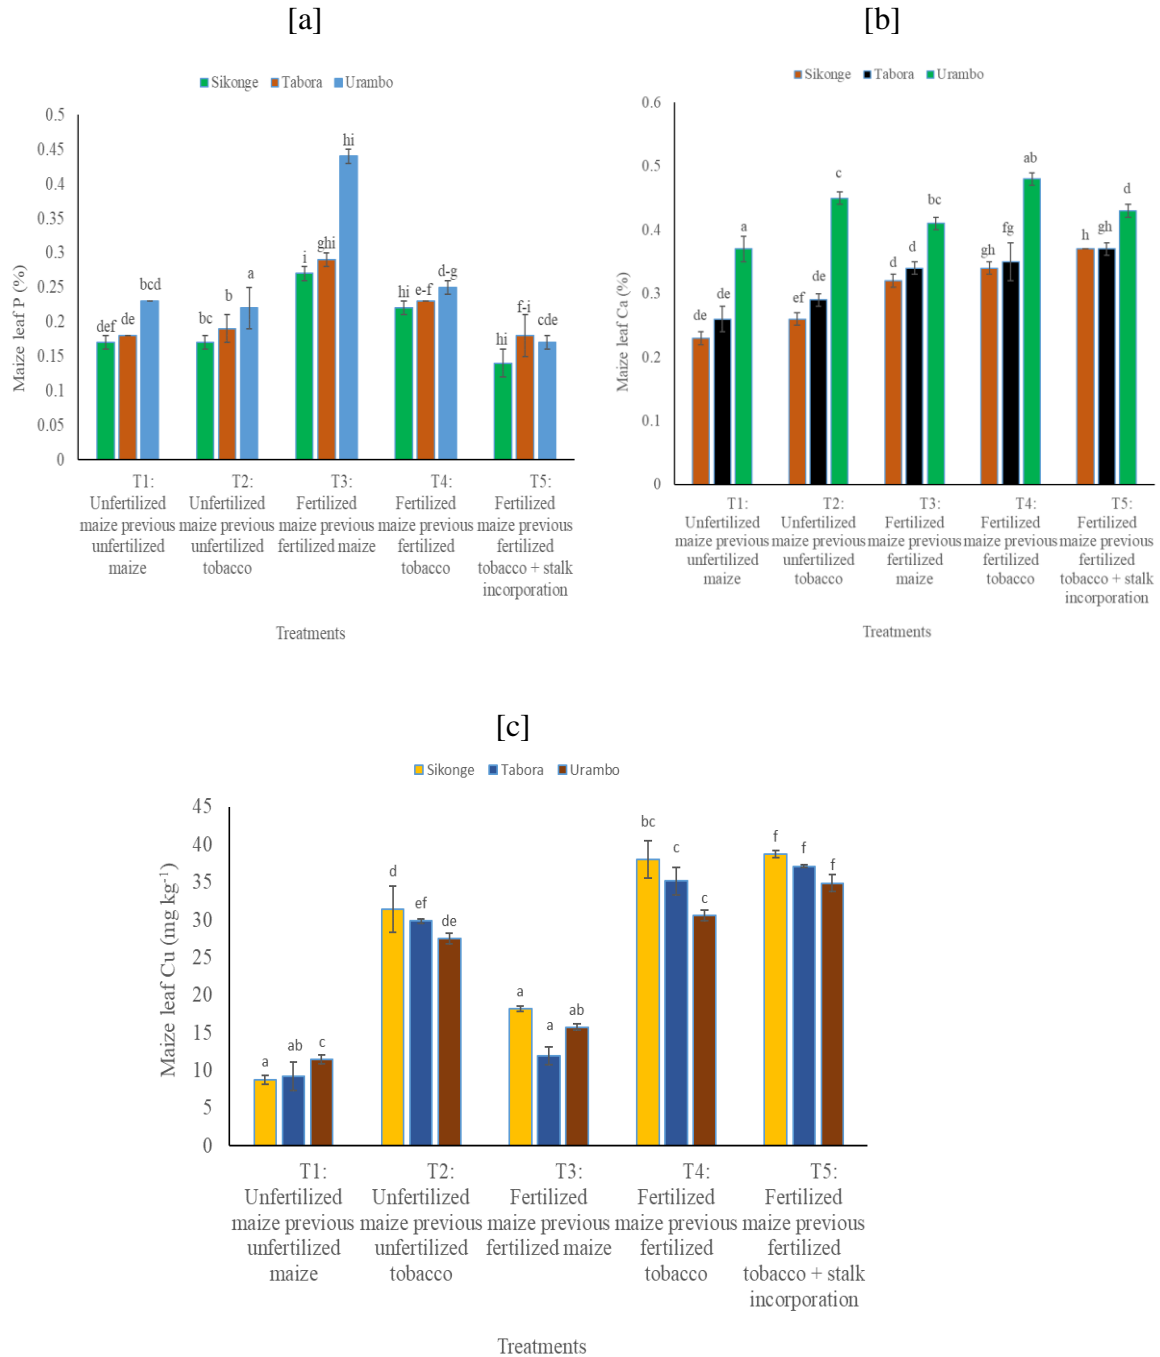 [a]
Sikonge Tabora Urambo
Maize leaf P (%)
0.5
0.45
0.4
0.35
0.3
0.25
0.2
0.15
0.1
0.05
0
def de bcd
bc b a
i ghi hi
hi e-f d-g
hi f-i cde
T1:
Unfertilized
maize previous
unfertilized
maize
T2:
Unfertilized
maize previous
unfertilized
tobacco
T3:
Fertilized
maize previous
fertilized maize
T4:
Fertilized
maize previous
fertilized
tobacco
T5:
Fertilized
maize previous
fertilized
tobacco + stalk
incorporation
Treatments
[b]
Sikonge Tabora Urambo
Maize leaf Ca (%)
0.6
0.5
0.4
0.3
0.2
0.1
0
de de a
ef de c
d d bc
gh fg ab
h gh d
T1:
Unfertilized
maize previous
unfertilized
maize
T2:
Unfertilized
maize previous
unfertilized
tobacco
T3:
Fertilized
maize previous
fertilized
maize
T4:
Fertilized
maize previous
fertilized
tobacco
T5:
Fertilized
maize previous
fertilized
tobacco + stalk
incorporation
Treatments
[c]
Sikonge Tabora Urambo
Maize leaf Cu (mg kg⁻¹)
45
40
35
30
25
20
15
10
5
0
a ab c
d ef de
a a ab
bc c c
f f f
T1:
Unfertilized
maize previous
unfertilized
maize
T2:
Unfertilized
maize previous
unfertilized
tobacco
T3:
Fertilized
maize previous
fertilized maize
T4:
Fertilized
maize previous
fertilized
tobacco
T5:
Fertilized
maize previous
fertilized
tobacco + stalk
incorporation
Treatments